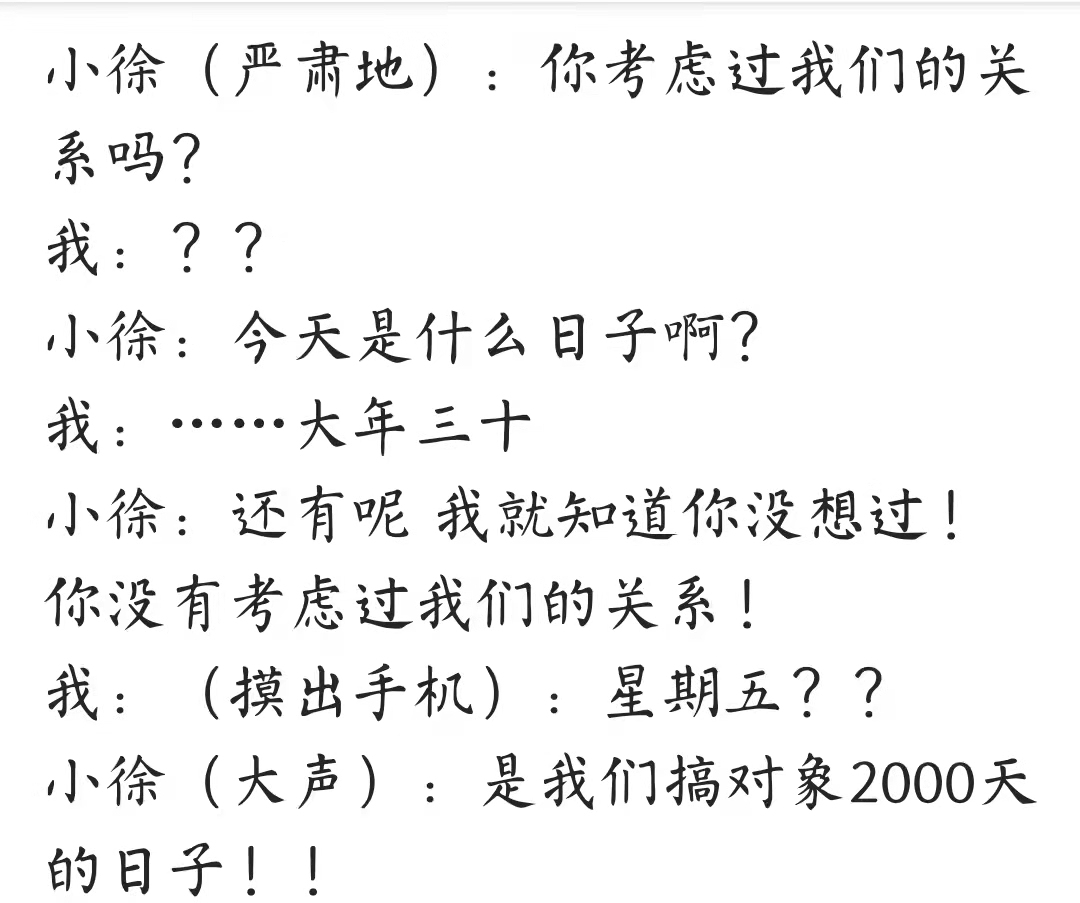 小徐（严肃地）：你考虑过我们的关
系吗？
我：？？
小徐：今天是什么日子啊？
我：……大年三十
小徐：还有呢 我就知道你没想过！
你没有考虑过我们的关系！
我：（摸出手机）：星期五？？
小徐（大声）：是我们搞对象2000天
的日子！！